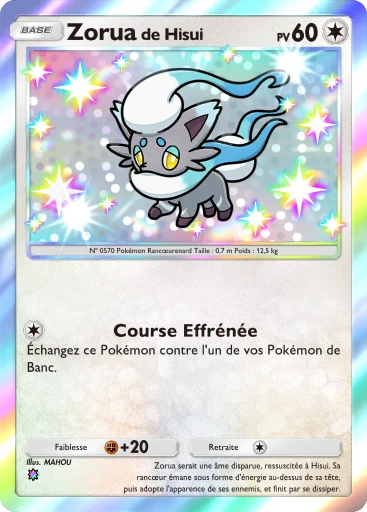 BASE
Zorua de Hisui
PV 60
N° 0570 Pokémon Rancœurenard Taille : 0,7 m Poids : 12,5 kg
Course Effrénée
Échangez ce Pokémon contre l'un de vos Pokémon de
Banc.
Faiblesse +20
Retraite
Illus. MAHOU
Zorua serait une âme disparue, ressuscitée à Hisui. Sa
rancœur émane sous forme d'énergie au-dessus de sa tête,
puis adopte l'apparence de ses ennemis, et finit par se dissiper.